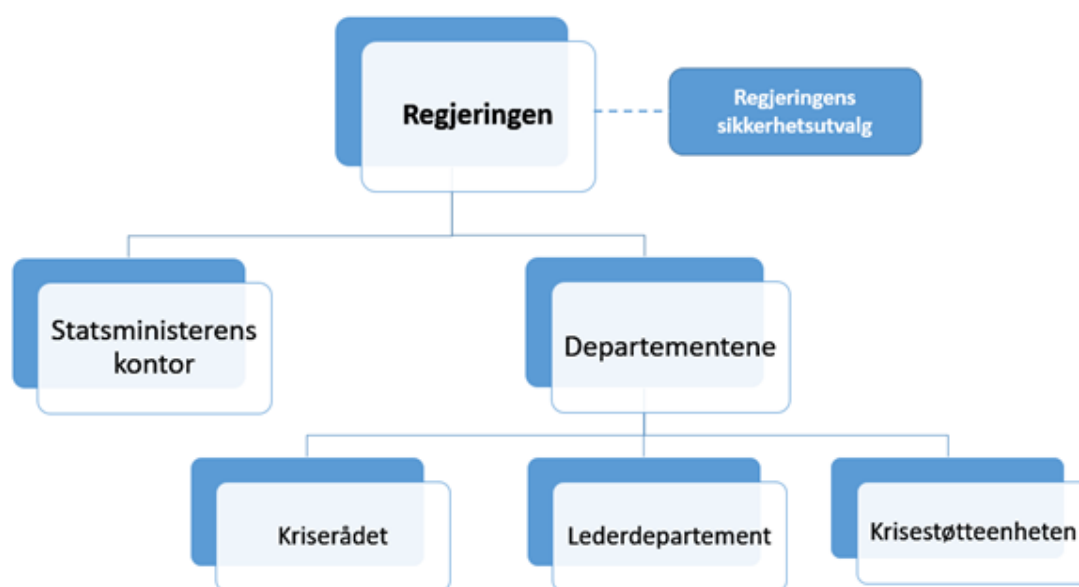 Regjeringen
Regjeringens
sikkerhetsutvalg
Statsministerens
kontor
Departementene
Kriserådet
Lederdepartement
Krisestøtteenheten